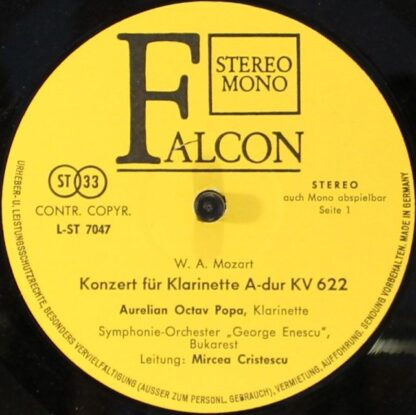 FALCON
STEREO
MONO
ST 33
CONTR. COPYR.
L-ST 7047
STEREO
auch Mono abspielbar
Seite 1
W. A. Mozart
Konzert für Klarinette A-dur KV 622
Aurelian Octav Popa, Klarinette
Symphonie-Orchester „George Enescu“,
Bukarest
Leitung: Mircea Cristescu
URHEBER- U. LEISTUNGSSCHUTZRECHTE, BESONDERS VERVIELFÄLTIGUNG (AUSSER ZUM PERSONL. GEBRAUCH), VERMIETUNG, AUFFÜHRUNG, SENDUNG VORBEHALTEN. MADE IN GERMANY